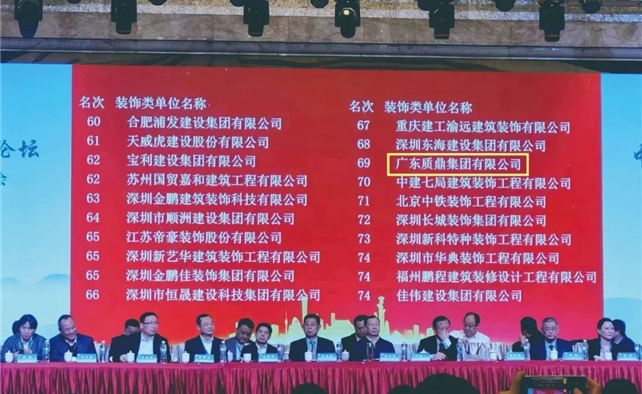 论坛
会
名次 装饰类单位名称
60 合肥浦发建设集团有限公司
61 天威虎建设股份有限公司
62 宝利建设集团有限公司
62 苏州国贸嘉和建筑工程有限公司
63 深圳金鹏建筑装饰科技有限公司
64 深圳市顺洲建设集团有限公司
65 江苏帝豪装饰股份有限公司
65 深圳新艺华建筑装饰工程有限公司
65 深圳金鹏佳装饰集团有限公司
66 深圳市恒晟建设科技集团有限公司
名次 装饰类单位名称
67 重庆建工渝远建筑装饰有限公司
68 深圳东海建设集团有限公司
69 广东质鼎集团有限公司
70 中建七局建筑装饰工程有限公司
71 北京中铁装饰工程有限公司
72 深圳长城装饰集团有限公司
73 深圳新科特种装饰工程有限公司
74 深圳市华典装饰工程有限公司
74 福州鹏程建筑装修设计工程有限公司
74 佳伟建设集团有限公司